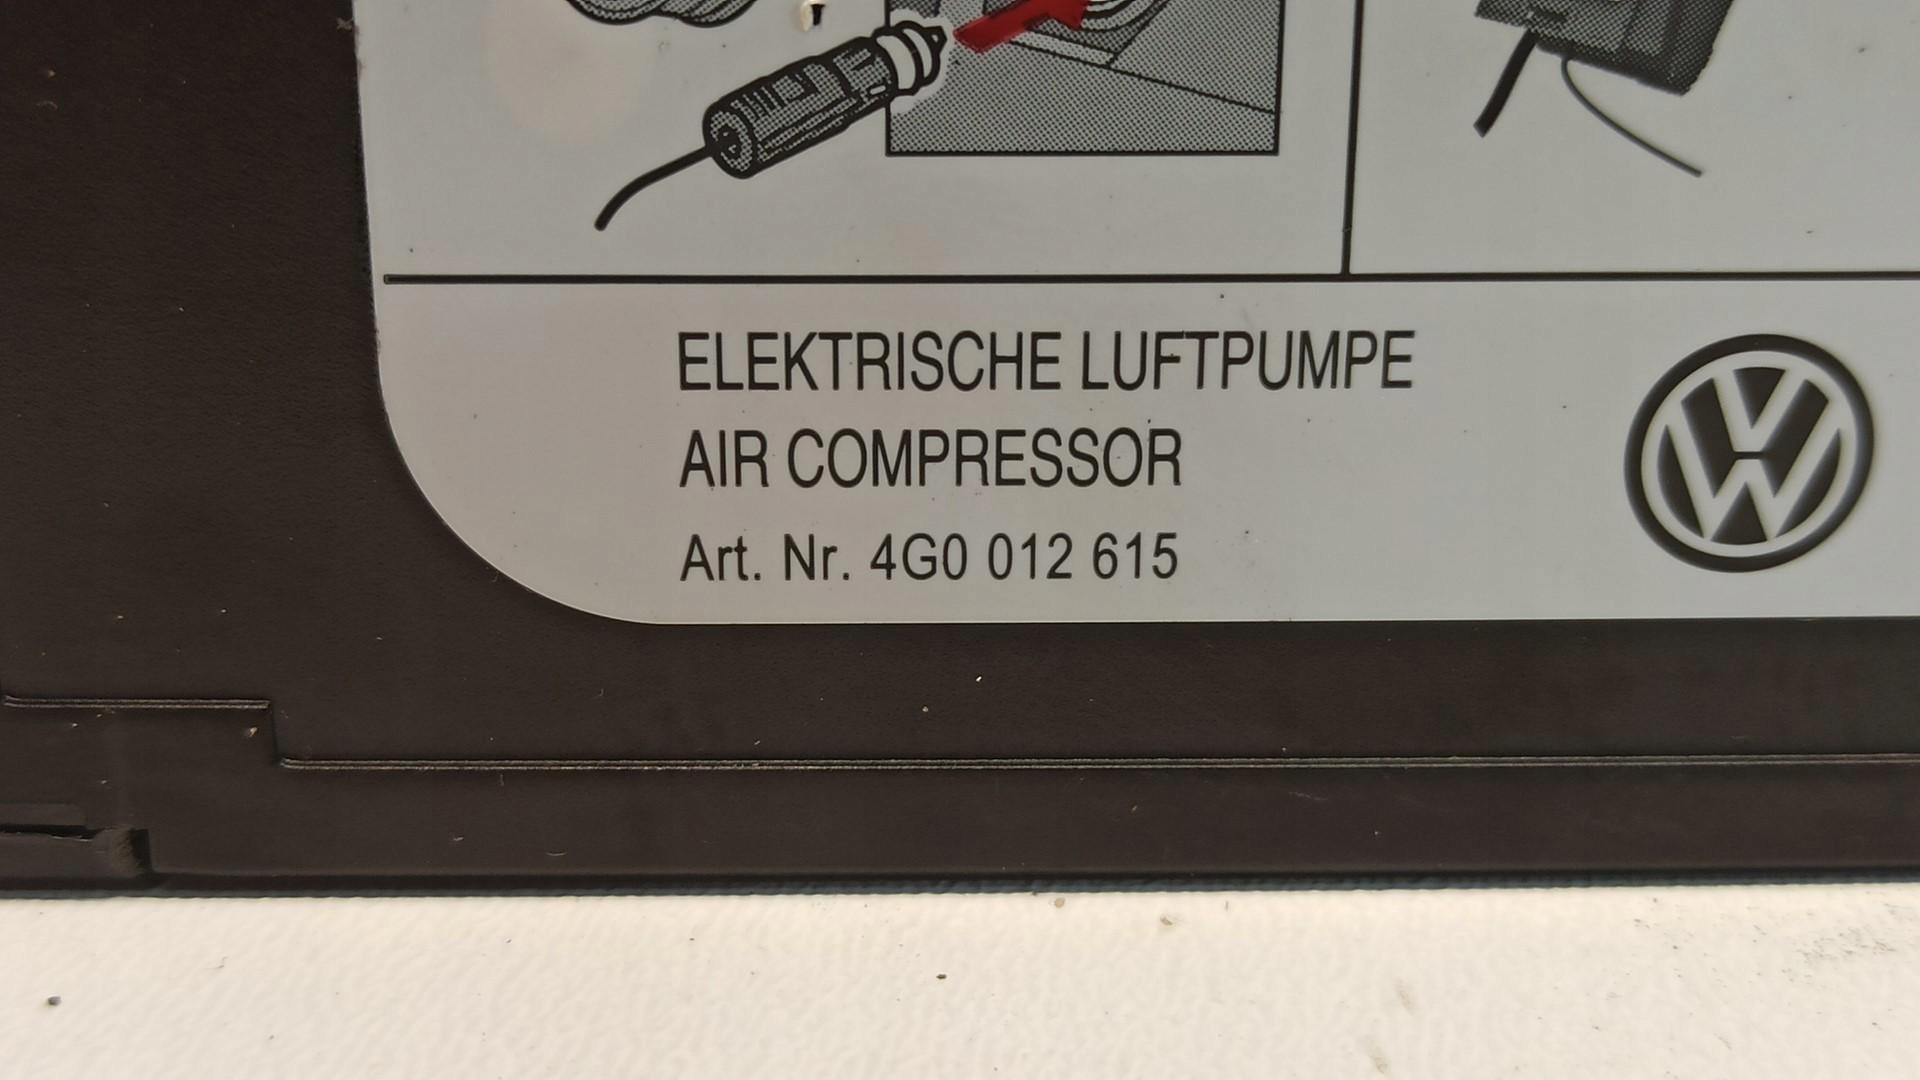 ELEKTRISCHE LUFTPUMPE
AIR COMPRESSOR
Art. Nr. 4G0 012 615